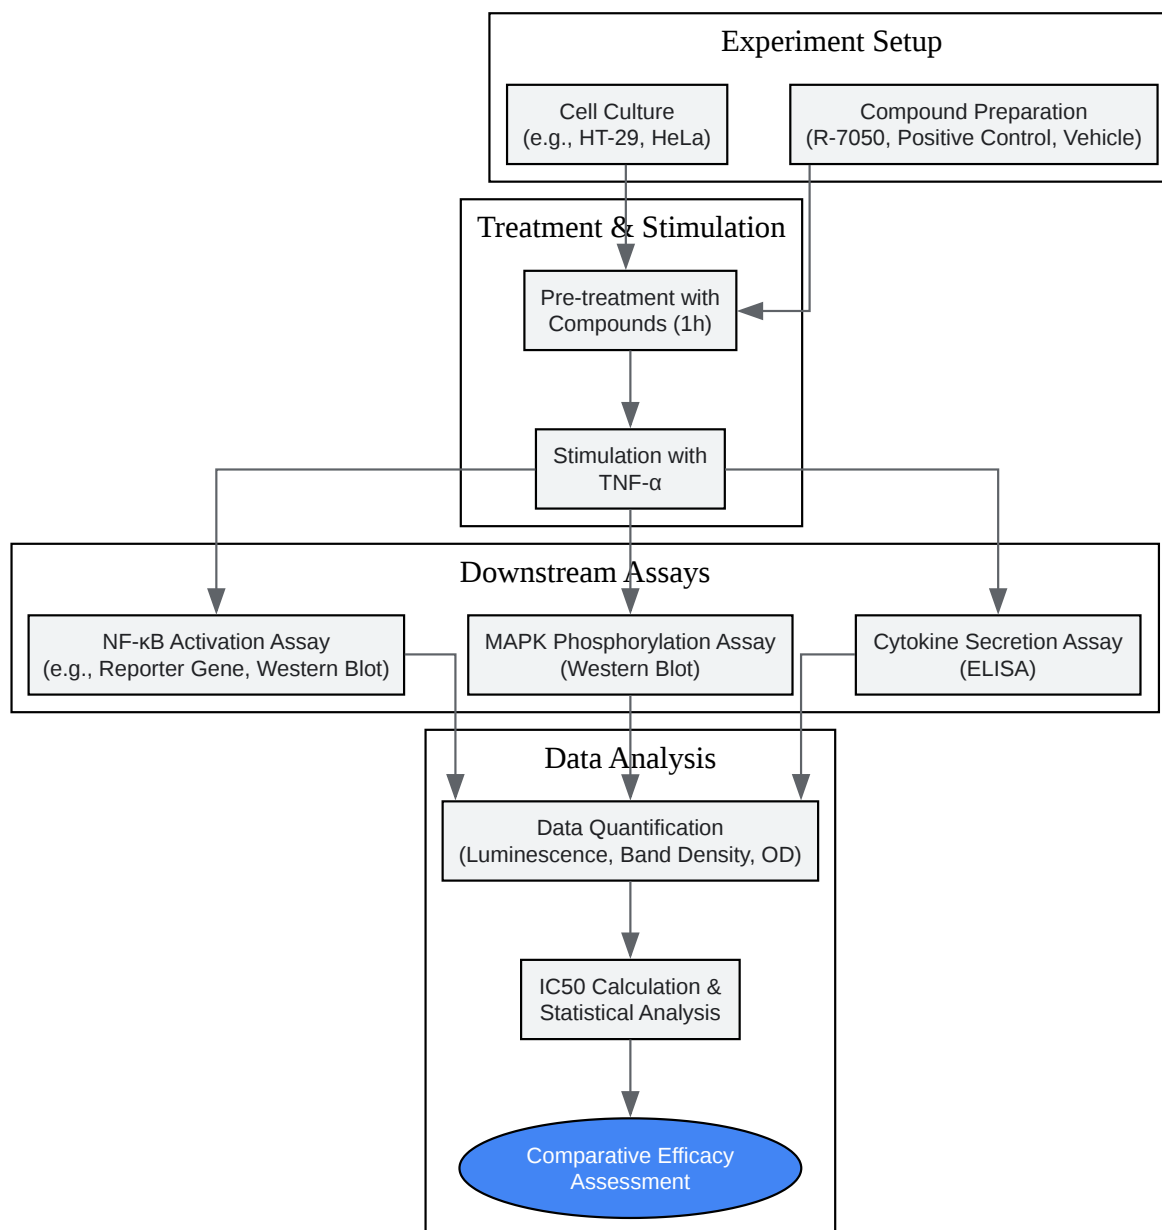 Experiment Setup
Cell Culture
(e.g., HT-29, HeLa)
Compound Preparation
(R-7050, Positive Control, Vehicle)
Treatment & Stimulation
Pre-treatment with
Compounds (1h)
Stimulation with
TNF-α
Downstream Assays
NF-κB Activation Assay
(e.g., Reporter Gene, Western Blot)
MAPK Phosphorylation Assay
(Western Blot)
Cytokine Secretion Assay
(ELISA)
Data Analysis
Data Quantification
(Luminescence, Band Density, OD)
IC50 Calculation &
Statistical Analysis
Comparative Efficacy
Assessment